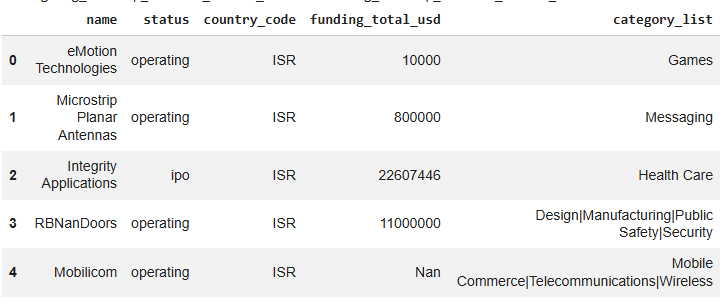 name status country_code funding_total_usd category_list
0 eMotion Technologies operating ISR 10000 Games
1 Microstrip Planar Antennas operating ISR 800000 Messaging
2 Integrity Applications ipo ISR 22607446 Health Care
3 RBNanDoors operating ISR 11000000 Design|Manufacturing|Public Safety|Security
4 Mobilicom operating ISR Nan Mobile Commerce|Telecommunications|Wireless